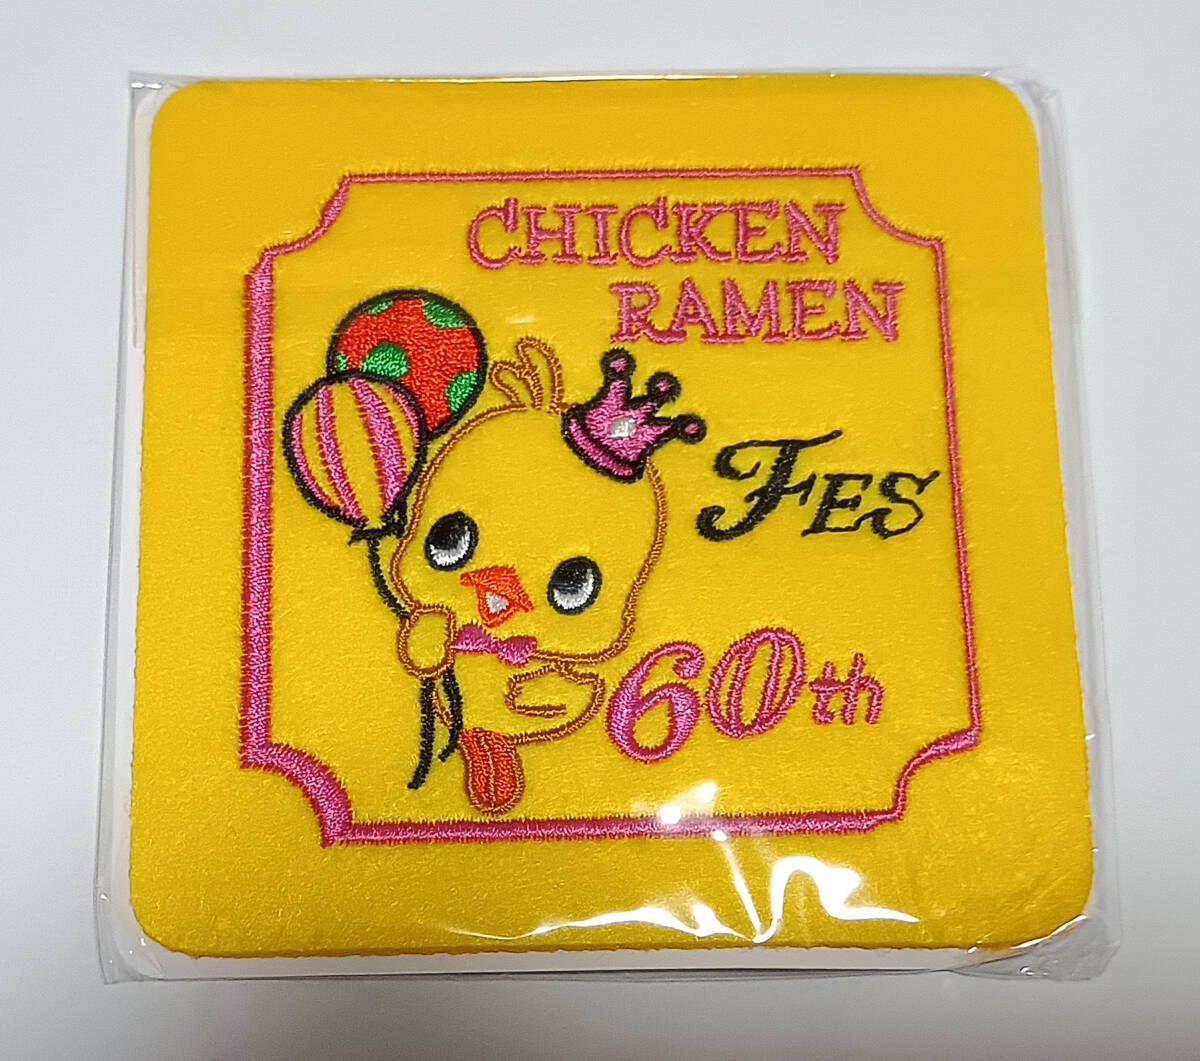 CHICKEN
RAMEN
FES
60th